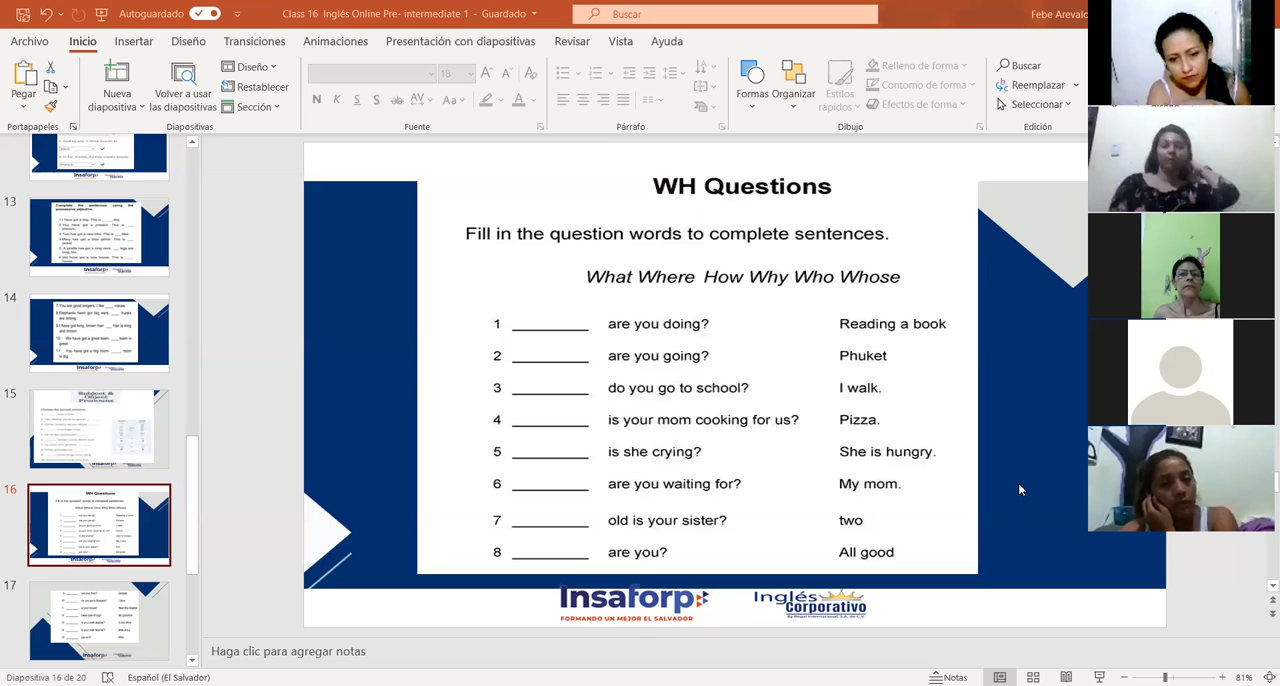 Autoguardado
Class 16 Inglés Online Pre- intermediate 1 - Guardado
Buscar
Febe Arevalo
Archivo Inicio Insertar Diseño Transiciones Animaciones Presentación con diapositivas Revisar Vista Ayuda
Pegar
Nueva diapositiva
Volver a usar las diapositivas
Diseño
Restablecer
Sección
18
N K S S ab AV Aa A
Formas Organizar Estilos rápidos
Relleno de forma
Contorno de forma
Efectos de forma
Buscar
Reemplazar
Seleccionar
Portapapeles Diapositivas Fuente Párrafo Dibujo Edición
13
14
15
16
17
WH Questions
Fill in the question words to complete sentences.
What Where How Why Who Whose
1 ________ are you doing? Reading a book
2 ________ are you going? Phuket
3 ________ do you go to school? I walk.
4 ________ is your mom cooking for us? Pizza.
5 ________ is she crying? She is hungry.
6 ________ are you waiting for? My mom.
7 ________ old is your sister? two
8 ________ are you? All good
Insaforp
FORMANDO UN MEJOR EL SALVADOR
Inglés
Corporativo
Haga clic para agregar notas
Diapositiva 16 de 20 Español (El Salvador) Notas 81%